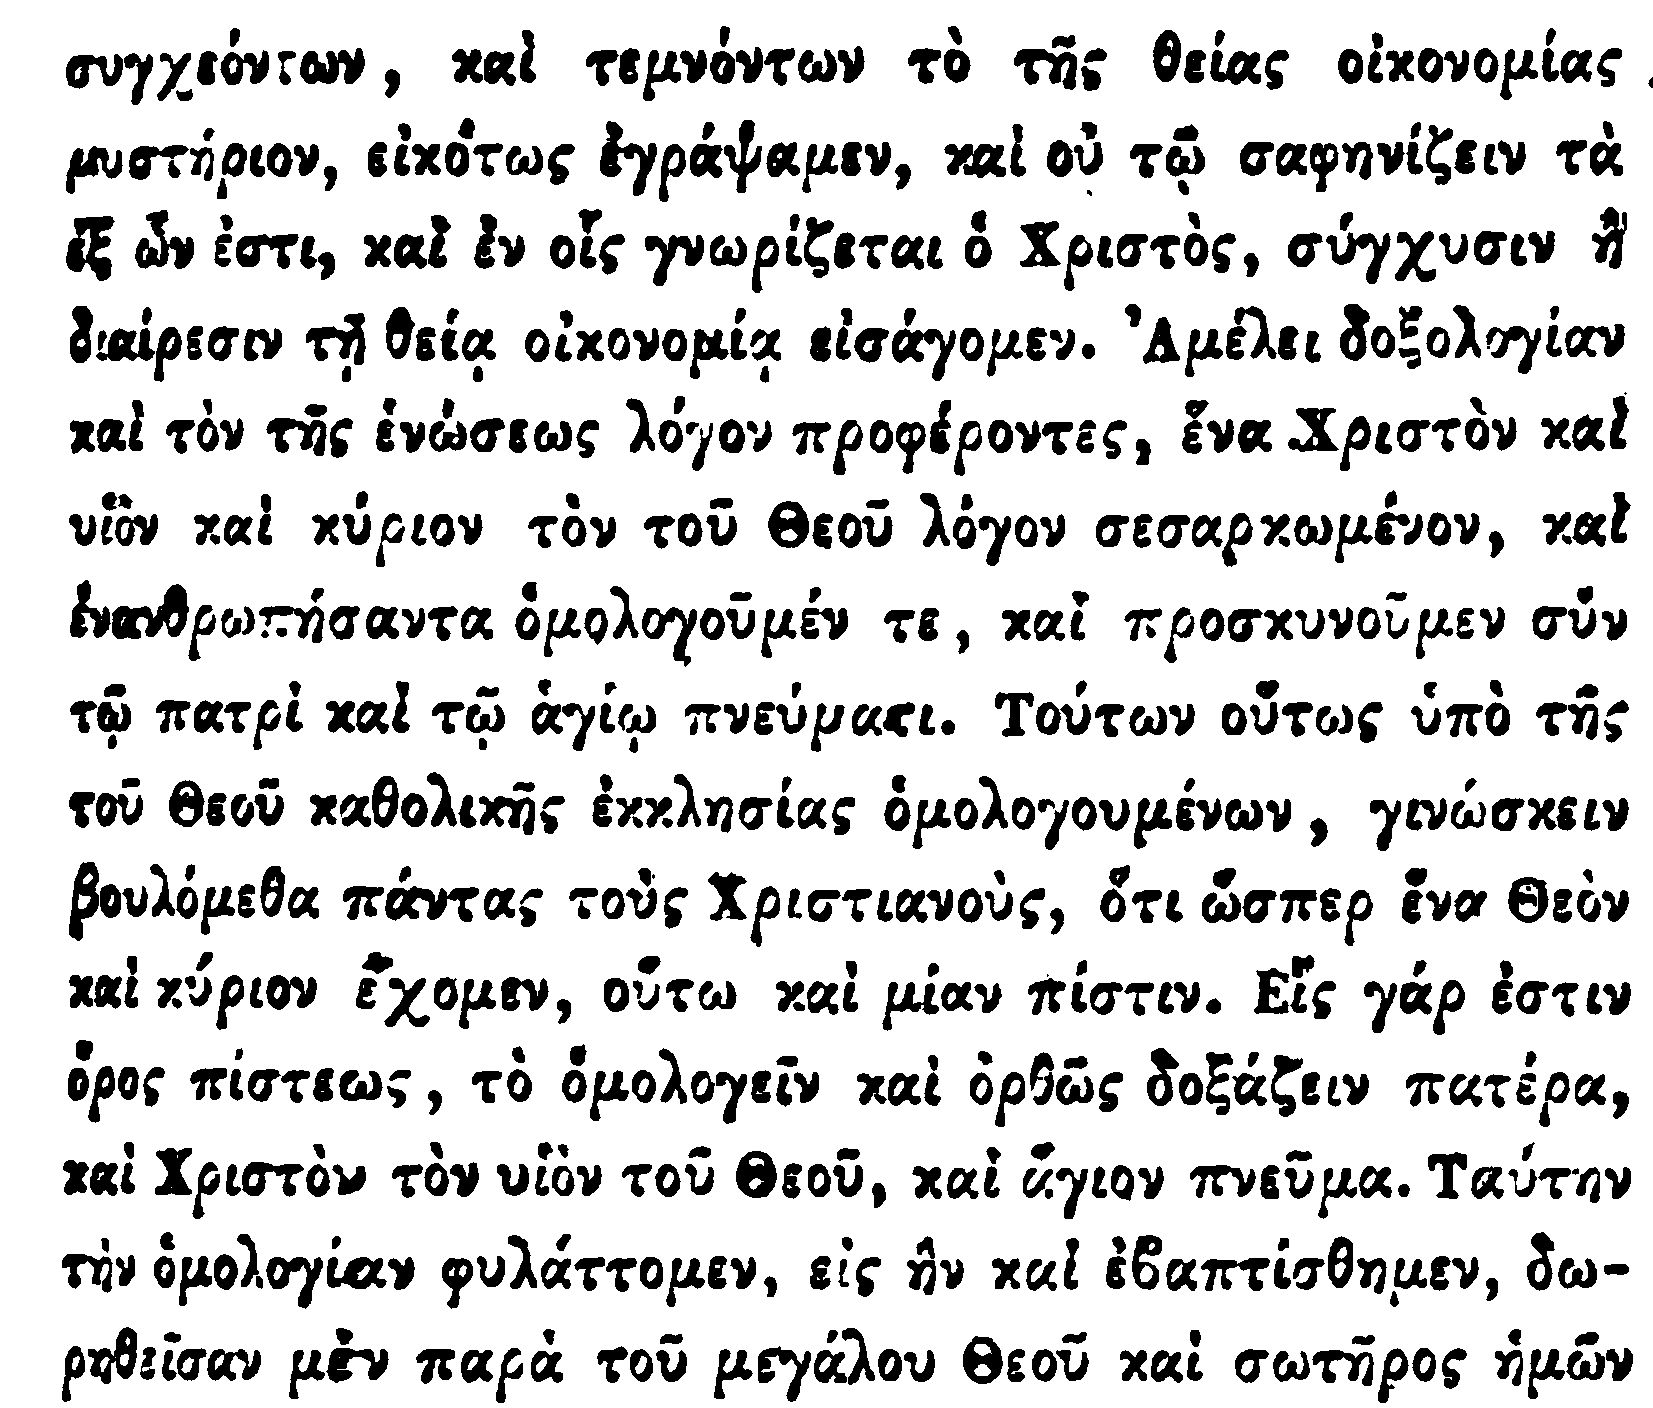 συγχεόντων, καὶ τεμνόντων τὸ τῆς θείας οἰκονομίας
μυστήριον, εἰκότως ἐγράψαμεν, καὶ οὐ τῷ σαφηνίζειν τὰ
ἐξ ὧν ἐστι, καὶ ἐν οἷς γνωρίζεται ὁ Χριστὸς, σύγχυσιν ἢ
διαίρεσιν τῇ θείᾳ οἰκονομίᾳ εἰσάγομεν. Ἀμέλει δοξολογίαν
καὶ τὸν τῆς ἑνώσεως λόγον προφέροντες, ἕνα Χριστὸν καὶ
υἱὸν καὶ κύριον τὸν τοῦ Θεοῦ λόγον σεσαρκωμένον, καὶ
ἐνανθρωπήσαντα ὁμολογοῦμέν τε, καὶ προσκυνοῦμεν σὺν
τῷ πατρὶ καὶ τῷ ἁγίῳ πνεύματι. Τούτων οὕτως ὑπὸ τῆς
τοῦ Θεοῦ καθολικῆς ἐκκλησίας ὁμολογουμένων, γινώσκειν
βουλόμεθα πάντας τοὺς Χριστιανοὺς, ὅτι ὥσπερ ἕνα Θεὸν
καὶ κύριον ἔχομεν, οὕτω καὶ μίαν πίστιν. Εἷς γάρ ἐστιν
ὅρος πίστεως, τὸ ὁμολογεῖν καὶ ὀρθῶς δοξάζειν πατέρα,
καὶ Χριστὸν τὸν υἱὸν τοῦ Θεοῦ, καὶ ἅγιον πνεῦμα. Ταύτην
τὴν ὁμολογίαν φυλάττομεν, εἰς ἣν καὶ ἐϐαπτίσθημεν, δω-
ρηθεῖσαν μὲν παρὰ τοῦ μεγάλου Θεοῦ καὶ σωτῆρος ἡμῶν